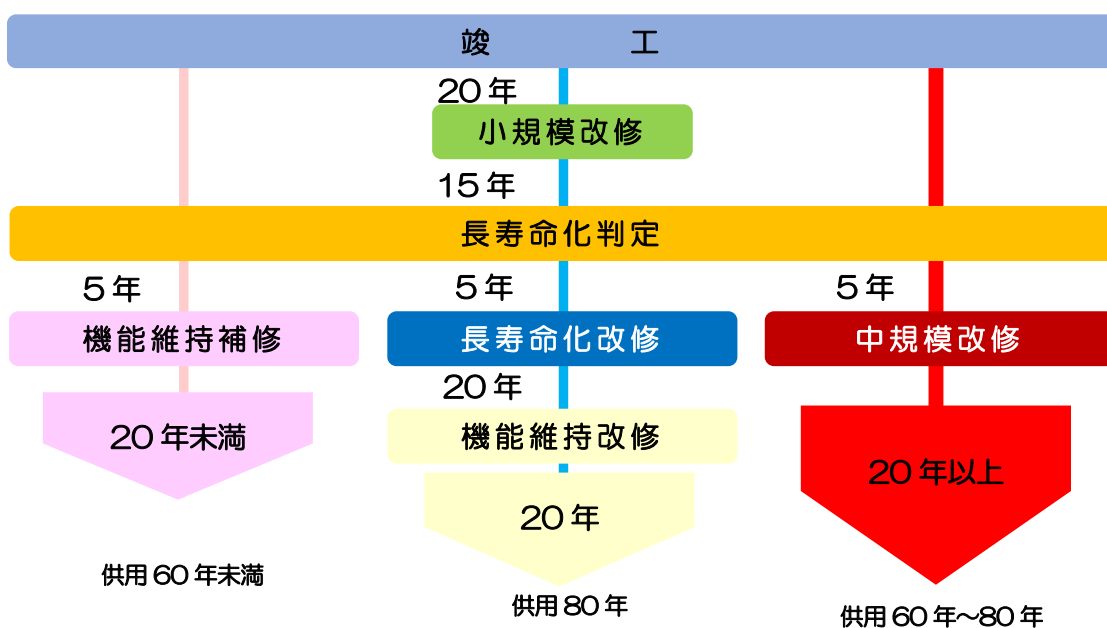 竣　　　　工
20年
小規模改修
15年
長寿命化判定
5年
5年
5年
機能維持補修
長寿命化改修
中規模改修
20年
機能維持改修
20年未満
20年以上
20年
供用60年未満
供用80年
供用60年～80年